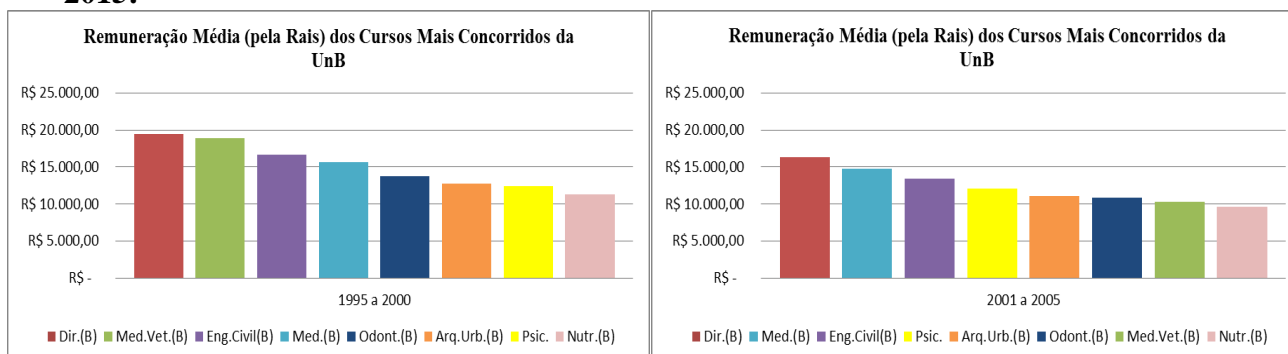 2015.
Remuneração Média (pela Rais) dos Cursos Mais Concorridos da
UnB
R$ 25.000,00
R$ 20.000,00
R$ 15.000,00
R$ 10.000,00
R$ 5.000,00
R$ -
1995 a 2000
Dir.(B) Med.Vet.(B) Eng.Civil(B) Med.(B) Odont.(B) Arq.Urb.(B) Psic. Nutr.(B)
Remuneração Média (pela Rais) dos Cursos Mais Concorridos da
UnB
R$ 25.000,00
R$ 20.000,00
R$ 15.000,00
R$ 10.000,00
R$ 5.000,00
R$ -
2001 a 2005
Dir.(B) Med.(B) Eng.Civil(B) Psic. Arq.Urb.(B) Odont.(B) Med.Vet.(B) Nutr.(B)